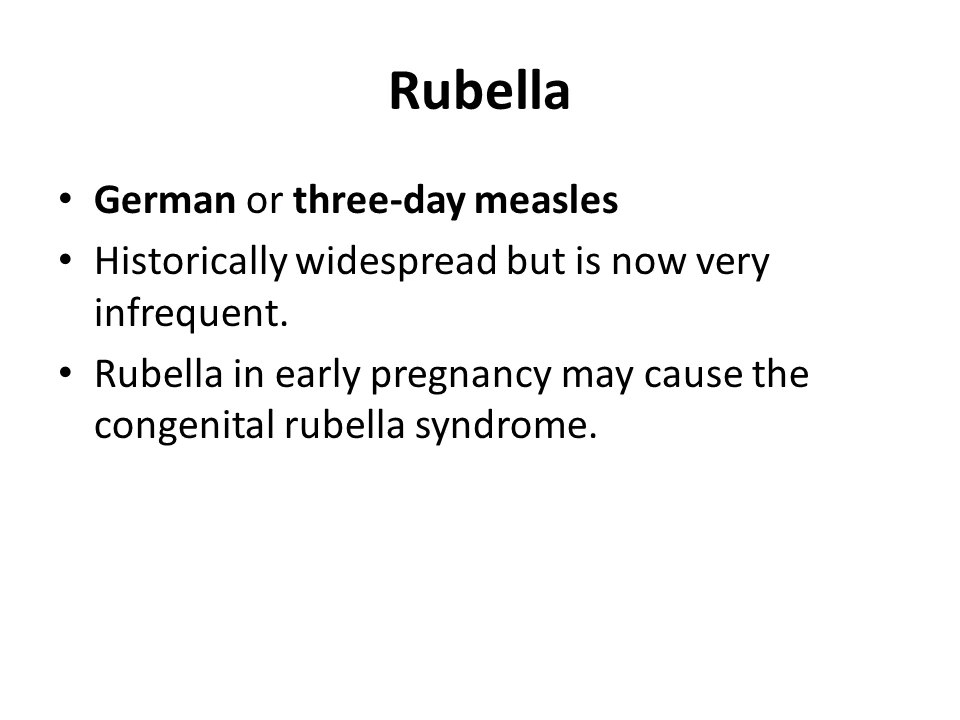 Rubella
• German or three-day measles
• Historically widespread but is now very
infrequent.
• Rubella in early pregnancy may cause the
congenital rubella syndrome.